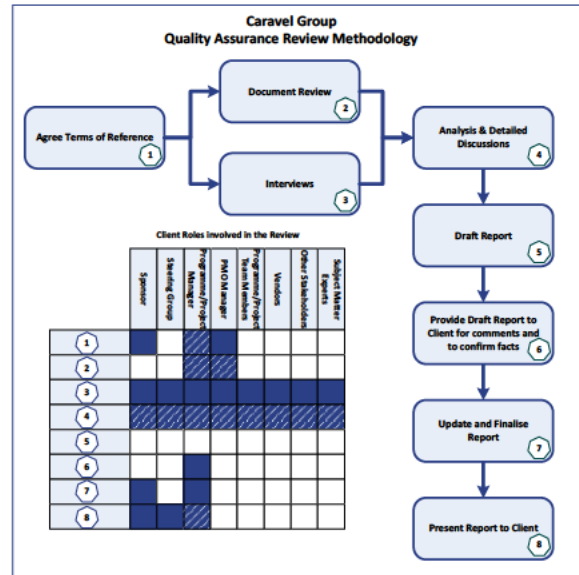 Caravel Group
Quality Assurance Review Methodology
Agree Terms of Reference
1
Document Review
2
Interviews
3
Analysis & Detailed
Discussions
4
Draft Report
5
Provide Draft Report to
Client for comments and
to confirm facts
6
Update and Finalise
Report
7
Present Report to Client
8
Client Roles involved in the Review
Sponsor
Steering Group
Programme/Project
Manager
PMO Manager
Programme/Project
Team Members
Vendors
Other Stakeholders
Subject Matter
Experts
1
2
3
4
5
6
7
8